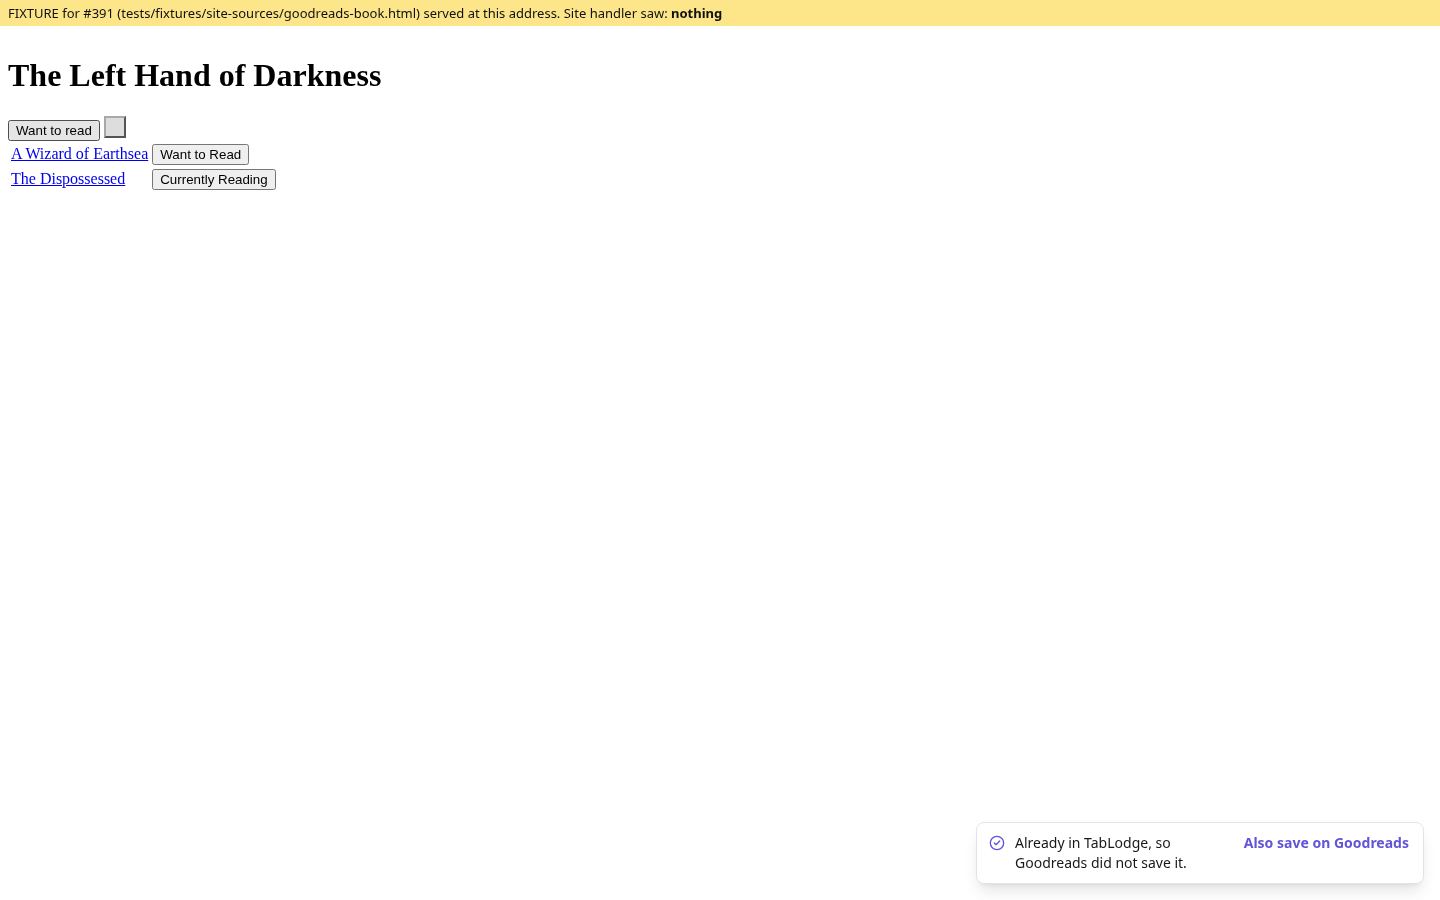 FIXTURE for #391 (tests/fixtures/site-sources/goodreads-book.html) served at this address. Site handler saw: nothing
The Left Hand of Darkness
Want to read
A Wizard of Earthsea Want to Read
The Dispossessed Currently Reading
Already in TabLodge, so Also save on Goodreads
Goodreads did not save it.